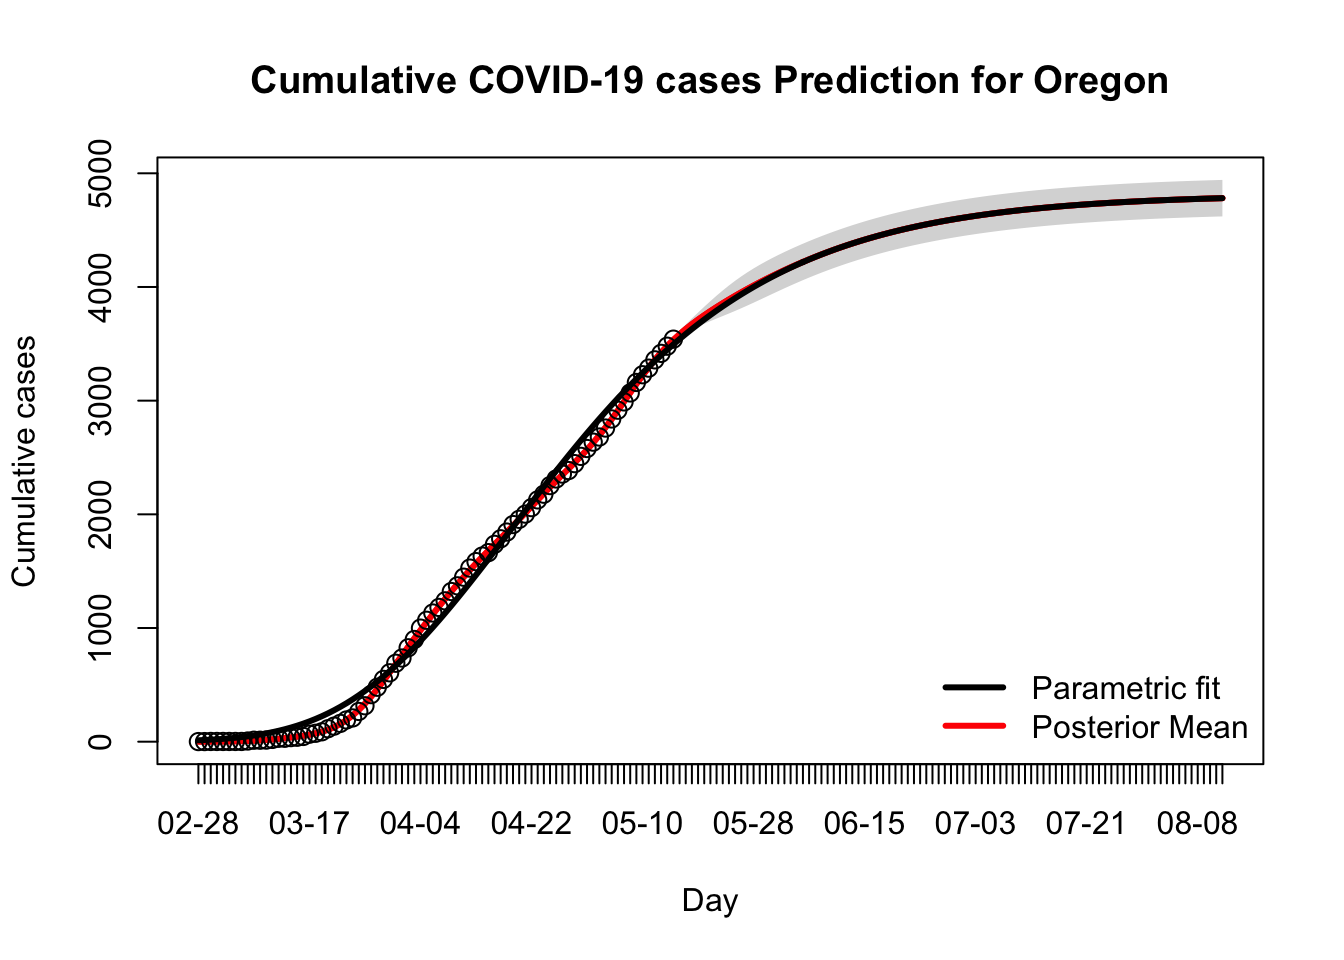 Cumulative COVID-19 cases Prediction for Oregon
Cumulative cases
5000
4000
3000
2000
1000
0
Parametric fit
Posterior Mean
02-28 03-17 04-04 04-22 05-10 05-28 06-15 07-03 07-21 08-08
Day